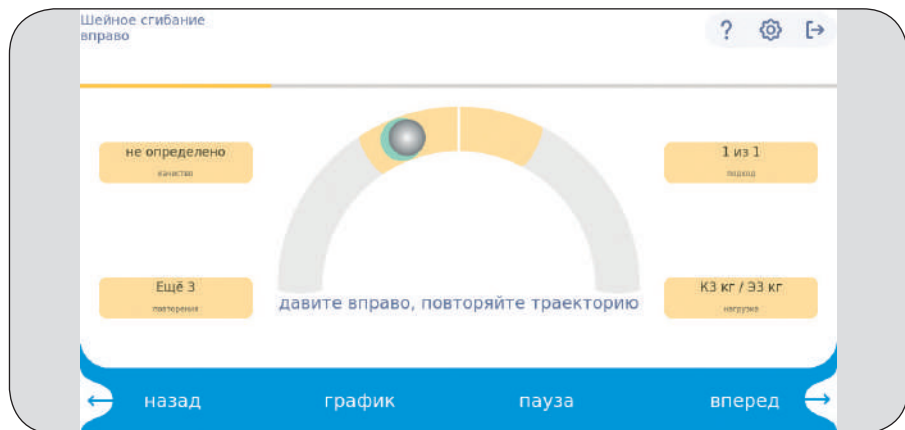 Шейное сгибание
вправо
?
не определено
качество
1 из 1
подход
Ещё 3
повторения
давите вправо, повторяйте траекторию
К3 кг / Э3 кг
нагрузка
назад
график
пауза
вперед